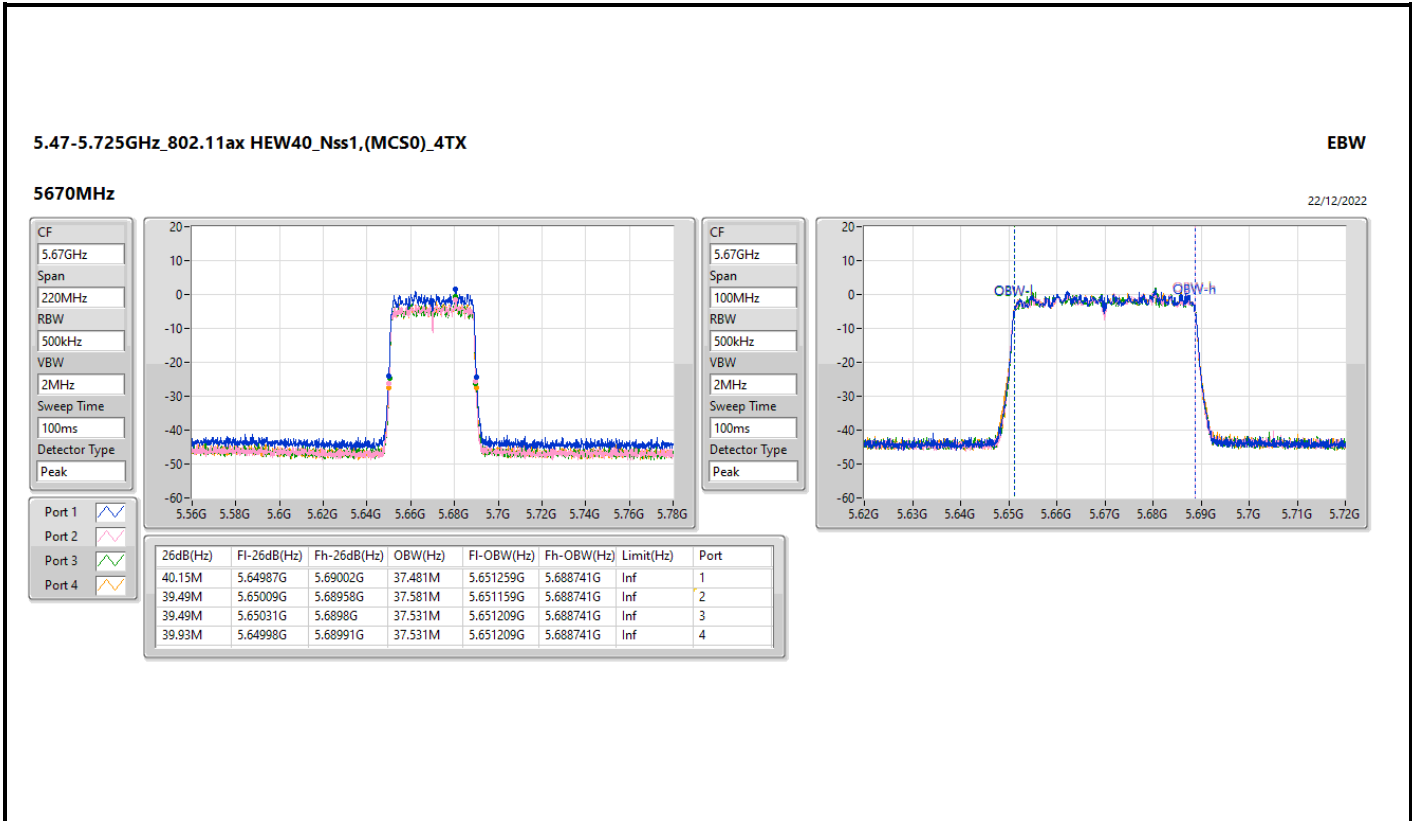 5.47-5.725GHz_802.11ax HEW40_Nss1,(MCS0)_4TX
EBW
5670MHz
22/12/2022
CF
5.67GHz
Span
220MHz
RBW
500kHz
VBW
2MHz
Sweep Time
100ms
Detector Type
Peak
20
10
0
-10
-20
-30
-40
-50
-60
5.56G 5.58G 5.6G 5.62G 5.64G 5.66G 5.68G 5.7G 5.72G 5.74G 5.76G 5.78G
CF
5.67GHz
Span
100MHz
RBW
500kHz
VBW
2MHz
Sweep Time
100ms
Detector Type
Peak
20
10
0
-10
-20
-30
-40
-50
-60
OBW-l OBW-h
5.62G 5.63G 5.64G 5.65G 5.66G 5.67G 5.68G 5.69G 5.7G 5.71G 5.72G
Port 1
Port 2
Port 3
Port 4
26dB(Hz) Fl-26dB(Hz) Fh-26dB(Hz) OBW(Hz) Fl-OBW(Hz) Fh-OBW(Hz) Limit(Hz) Port
40.15M 5.64987G 5.69002G 37.481M 5.651259G 5.688741G Inf 1
39.49M 5.65009G 5.68958G 37.581M 5.651159G 5.688741G Inf 2
39.49M 5.65031G 5.6898G 37.531M 5.651209G 5.688741G Inf 3
39.93M 5.64998G 5.68991G 37.531M 5.651209G 5.688741G Inf 4